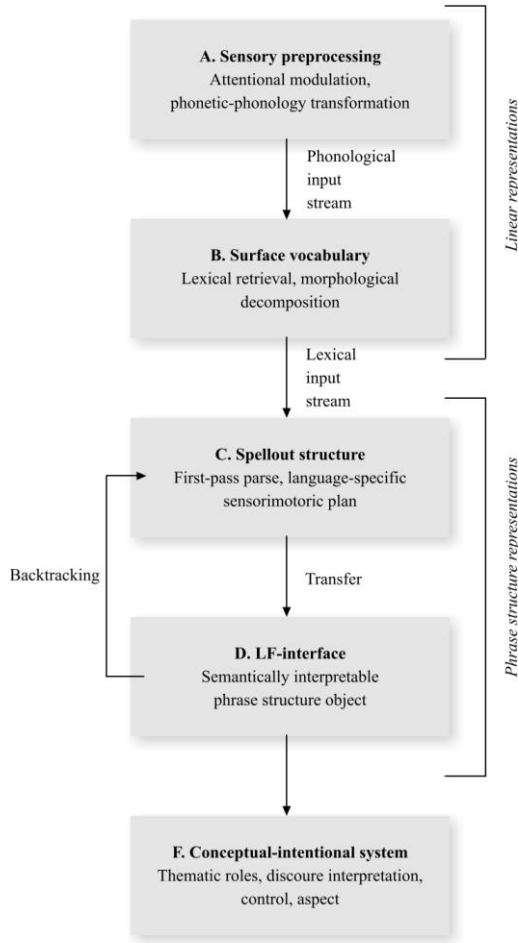 A. Sensory preprocessing
Attentional modulation,
phonetic-phonology transformation
Phonological
input
stream
B. Surface vocabulary
Lexical retrieval, morphological
decomposition
Linear representations
Lexical
input
stream
C. Spellout structure
First-pass parse, language-specific
sensorimotoric plan
Backtracking
Transfer
D. LF-interface
Semantically interpretable
phrase structure object
Phrase structure representations
F. Conceptual-intentional system
Thematic roles, discoure interpretation,
control, aspect